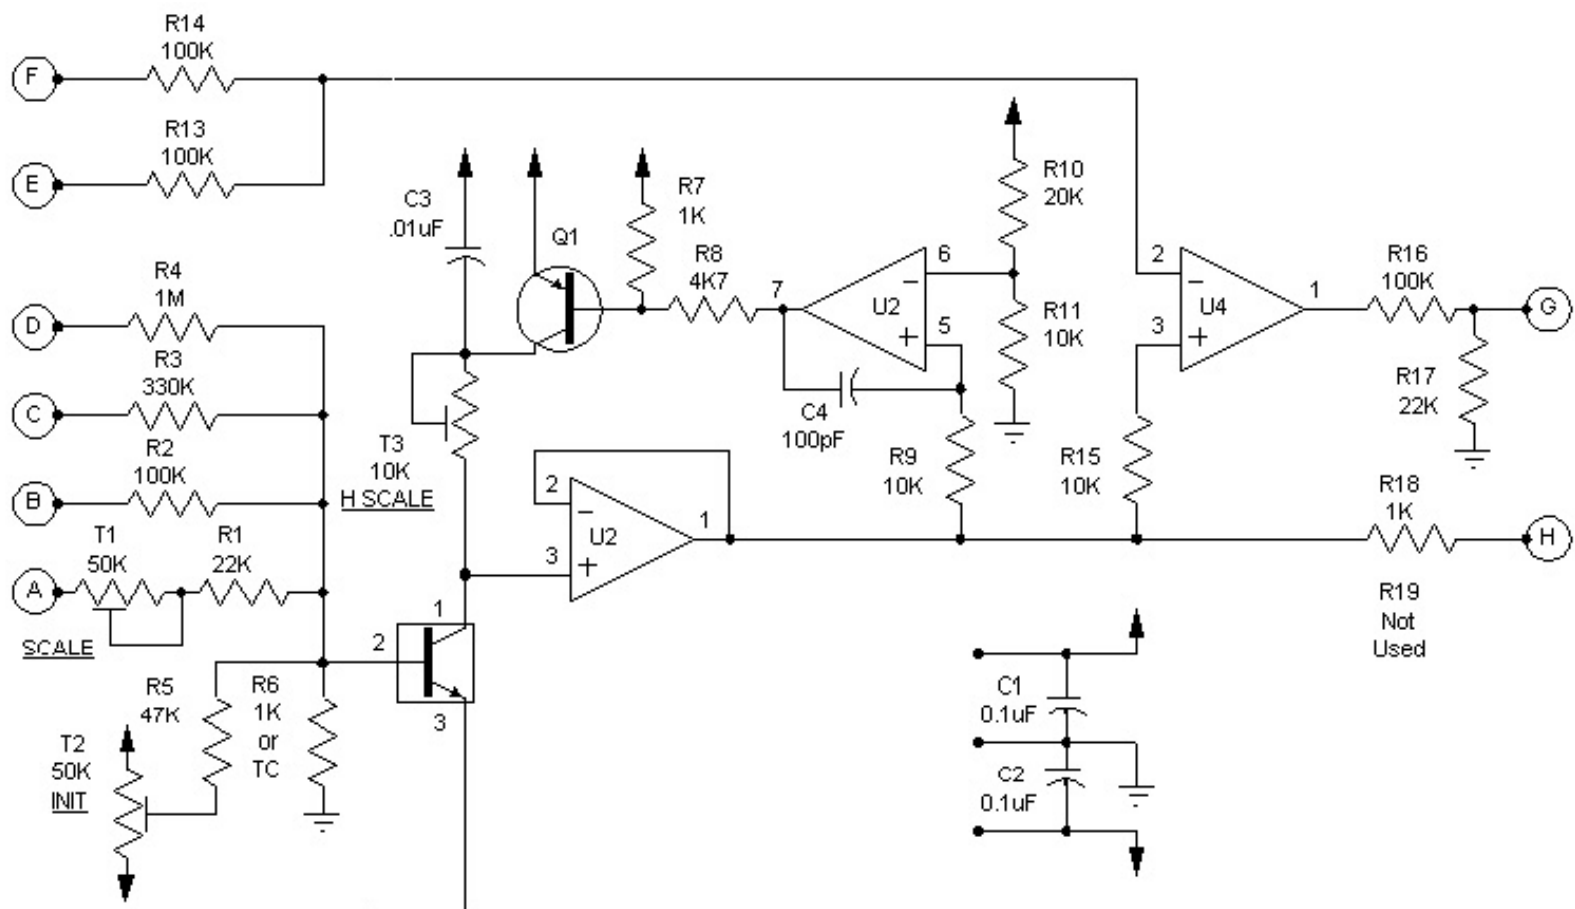 R14
100K
F
R13
100K
E
C3
.01uF
Q1
R7
1K
R8
4K7
7
U2
6
5
R10
20K
R11
10K
2
3
U4
1
R16
100K
G
R17
22K
R4
1M
D
R3
330K
C
R2
100K
B
T1
50K
R1
22K
A
SCALE
T3
10K
H SCALE
C4
100pF
R9
10K
R15
10K
2
3
U2
1
R18
1K
H
R19
Not
Used
1
2
3
R5
47K
R6
1K
or
TC
T2
50K
INIT
C1
0.1uF
C2
0.1uF